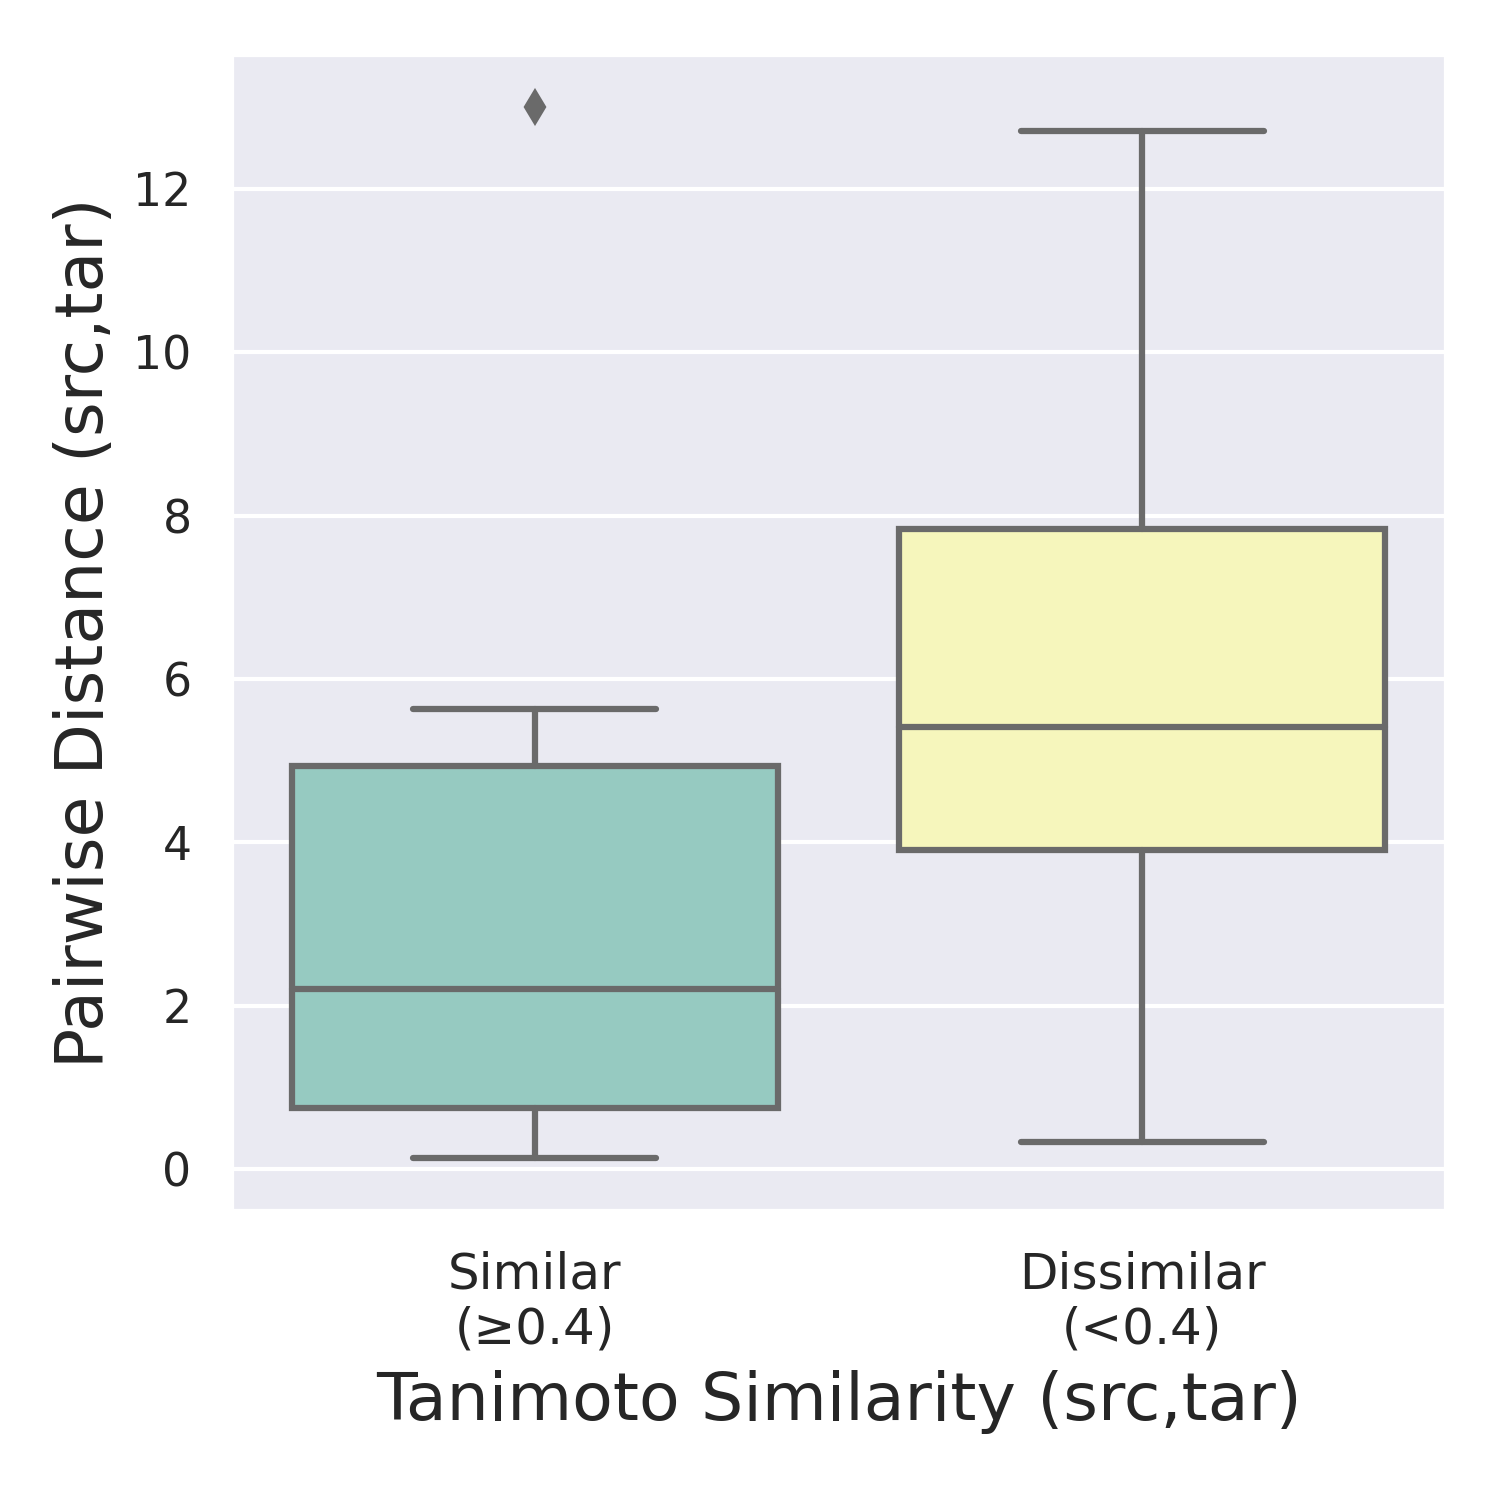 Pairwise Distance (src,tar)
12
10
8
6
4
2
0
Similar
(≥0.4)
Dissimilar
(<0.4)
Tanimoto Similarity (src,tar)